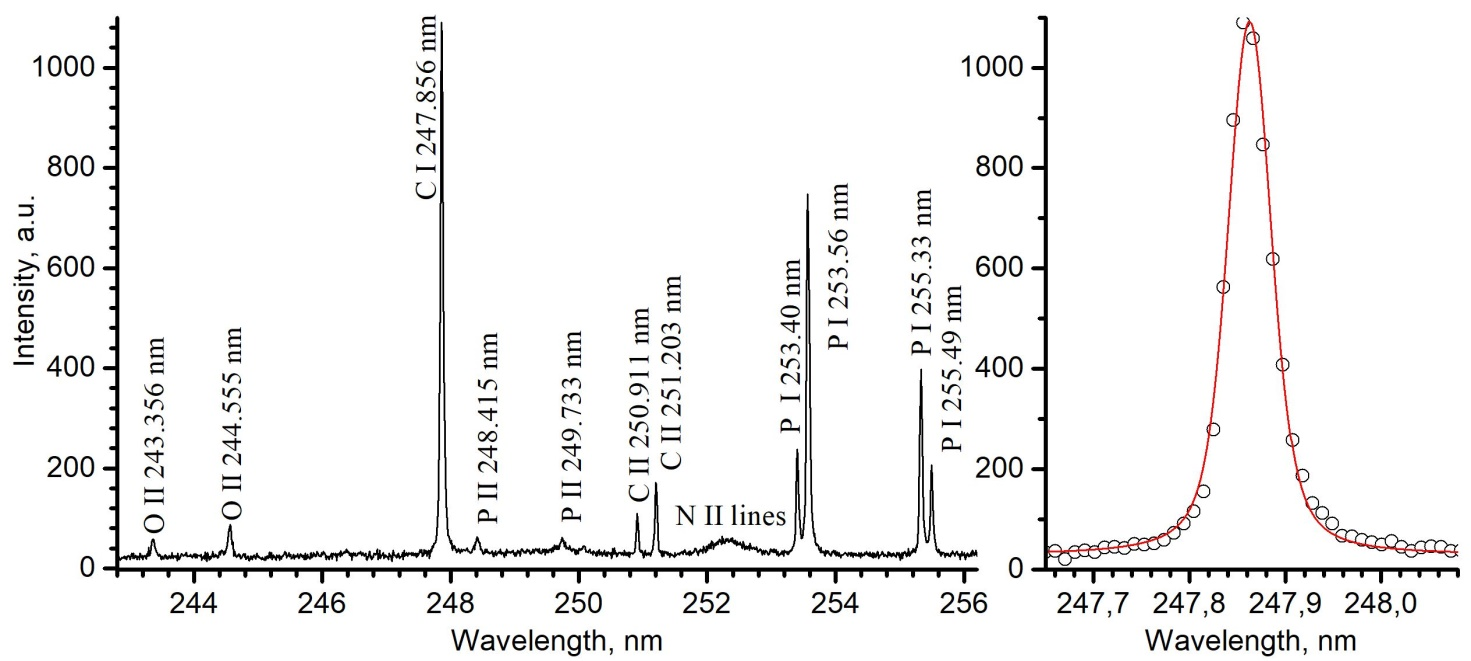 Intensity, a.u.
1000
800
600
400
200
0
O II 243.356 nm
O II 244.555 nm
C I 247.856 nm
P II 248.415 nm
P II 249.733 nm
C II 250.911 nm
C II 251.203 nm
N II lines
P I 253.40 nm
P I 253.56 nm
P I 255.33 nm
P I 255.49 nm
244 246 248 250 252 254 256
Wavelength, nm
1000
800
600
400
200
0
247,7 247,8 247,9 248,0
Wavelength, nm